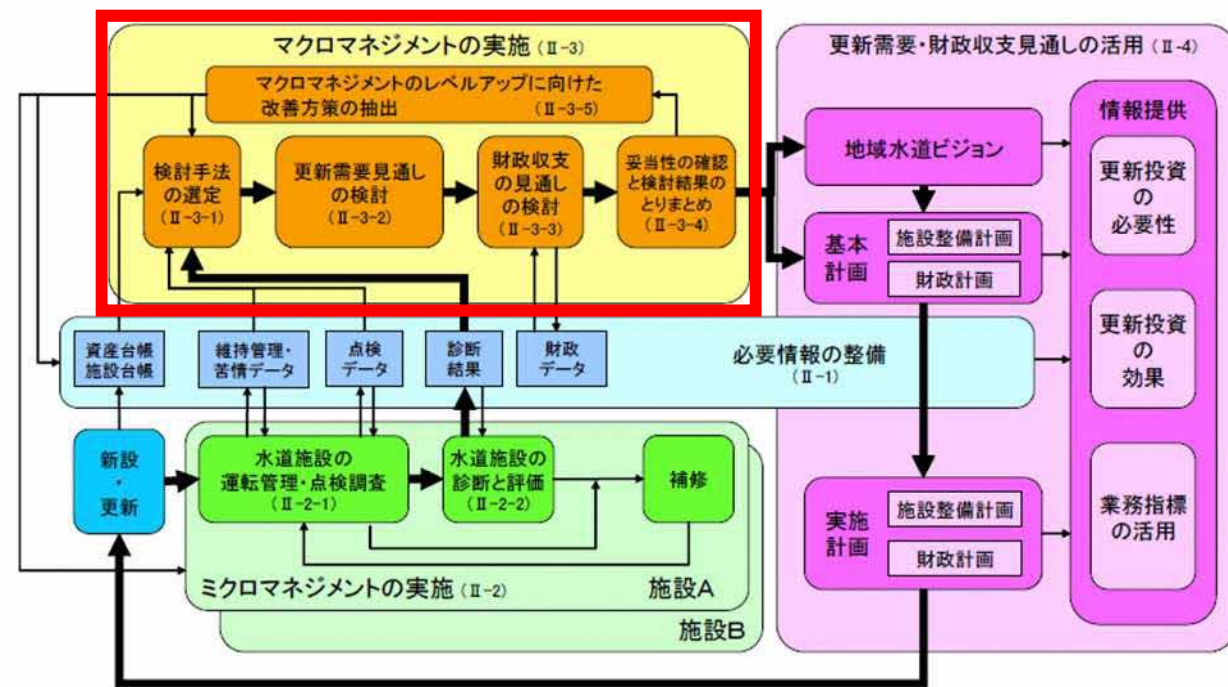 マクロマネジメントの実施(Ⅱ-3)
マクロマネジメントのレベルアップに向けた
改善方策の抽出 (Ⅱ-3-5)
検討手法
の選定
(Ⅱ-3-1)
更新需要見通し
の検討
(Ⅱ-3-2)
財政収支
の見通し
の検討
(Ⅱ-3-3)
妥当性の確認
と検討結果の
とりまとめ
(Ⅱ-3-4)
更新需要・財政収支見通しの活用(Ⅱ-4)
地域水道ビジョン
基本
計画
施設整備計画
財政計画
実施
計画
施設整備計画
財政計画
情報提供
更新投資
の
必要性
更新投資
の
効果
業務指標
の活用
資産台帳
施設台帳
維持管理・
苦情データ
点検
データ
診断
結果
財政
データ
必要情報の整備
(Ⅱ-1)
新設
・
更新
水道施設の
運転管理・点検調査
(Ⅱ-2-1)
水道施設の
診断と評価
(Ⅱ-2-2)
補修
ミクロマネジメントの実施(Ⅱ-2)
施設A
施設B